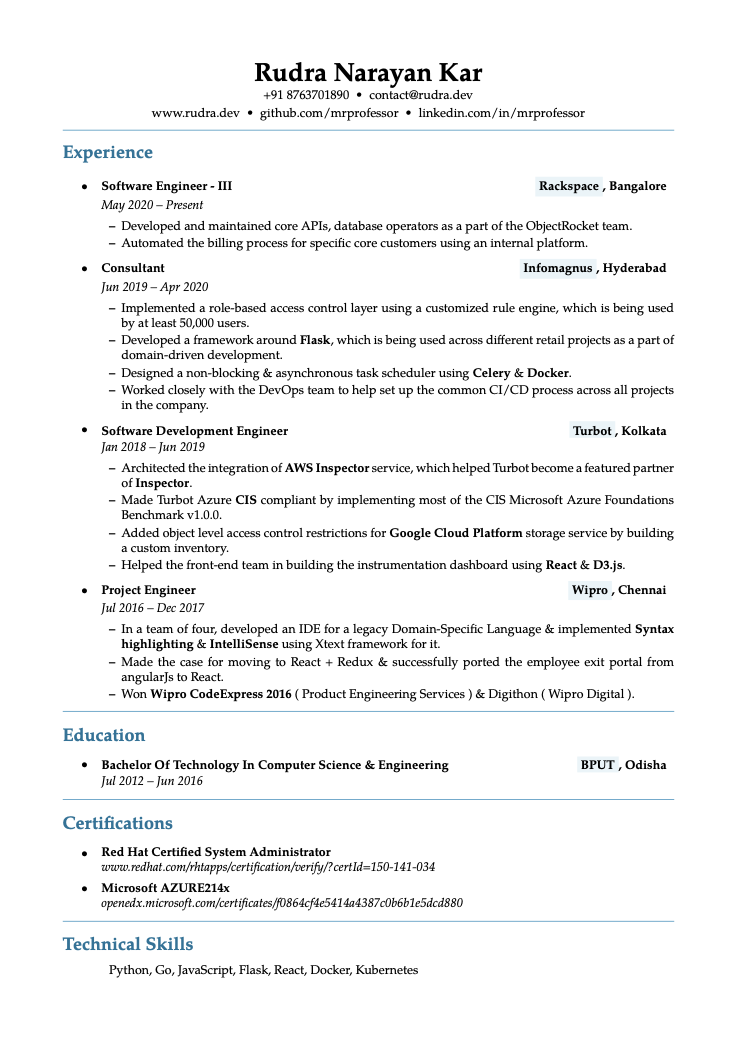 Rudra Narayan Kar
+91 8763701890 • contact@rudra.dev
www.rudra.dev • github.com/mrprofessor • linkedin.com/in/mrprofessor
Experience
• Software Engineer - III Rackspace , Bangalore
May 2020 – Present
– Developed and maintained core APIs, database operators as a part of the ObjectRocket team.
– Automated the billing process for specific core customers using an internal platform.
• Consultant Infomagnus , Hyderabad
Jun 2019 – Apr 2020
– Implemented a role-based access control layer using a customized rule engine, which is being used
by at least 50,000 users.
– Developed a framework around Flask, which is being used across different retail projects as a part of
domain-driven development.
– Designed a non-blocking & asynchronous task scheduler using Celery & Docker.
– Worked closely with the DevOps team to help set up the common CI/CD process across all projects
in the company.
• Software Development Engineer Turbot , Kolkata
Jan 2018 – Jun 2019
– Architected the integration of AWS Inspector service, which helped Turbot become a featured partner
of Inspector.
– Made Turbot Azure CIS compliant by implementing most of the CIS Microsoft Azure Foundations
Benchmark v1.0.0.
– Added object level access control restrictions for Google Cloud Platform storage service by building
a custom inventory.
– Helped the front-end team in building the instrumentation dashboard using React & D3.js.
• Project Engineer Wipro , Chennai
Jul 2016 – Dec 2017
– In a team of four, developed an IDE for a legacy Domain-Specific Language & implemented Syntax
highlighting & IntelliSense using Xtext framework for it.
– Made the case for moving to React + Redux & successfully ported the employee exit portal from
angularJs to React.
– Won Wipro CodeExpress 2016 ( Product Engineering Services ) & Digithon ( Wipro Digital ).
Education
• Bachelor Of Technology In Computer Science & Engineering BPUT , Odisha
Jul 2012 – Jun 2016
Certifications
• Red Hat Certified System Administrator
www.redhat.com/rhtapps/certification/verify/?certId=150-141-034
• Microsoft AZURE214x
openedx.microsoft.com/certificates/f0864cf4e5414a4387c0b6b1e5dcd880
Technical Skills
Python, Go, JavaScript, Flask, React, Docker, Kubernetes